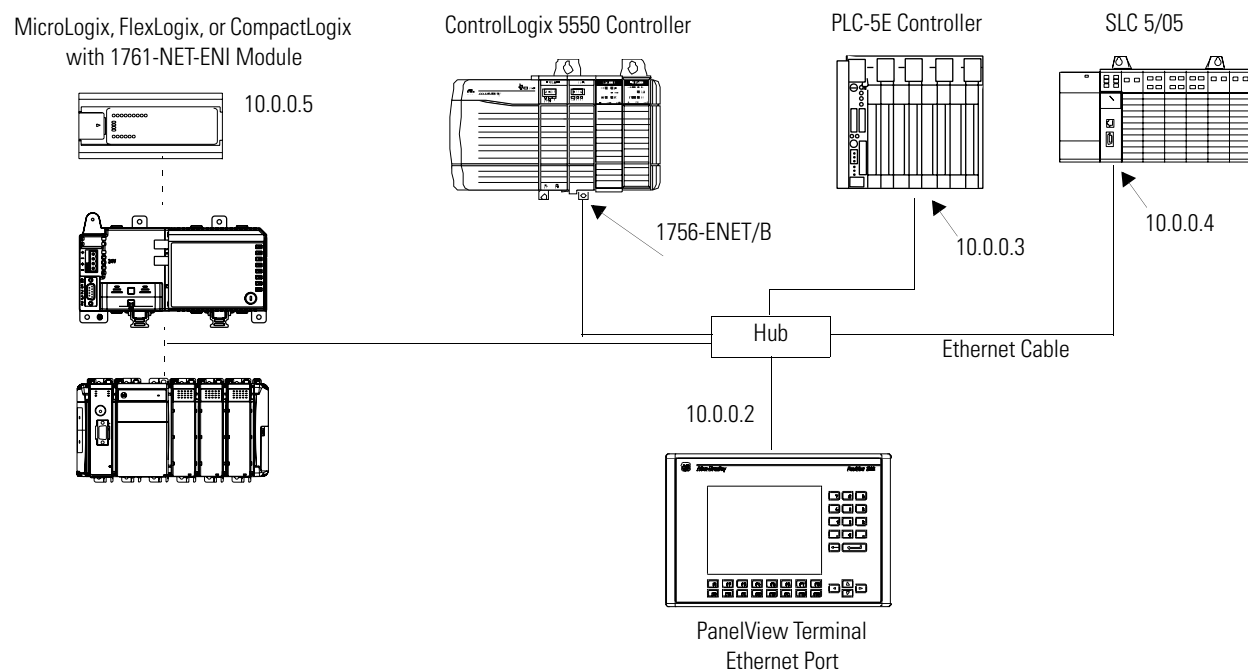 MicroLogix, FlexLogix, or CompactLogix
with 1761-NET-ENI Module
10.0.0.5
ControlLogix 5550 Controller
1756-ENET/B
PLC-5E Controller
10.0.0.3
SLC 5/05
10.0.0.4
Hub
Ethernet Cable
10.0.0.2
Allen-Bradley
PanelView Terminal
Ethernet Port